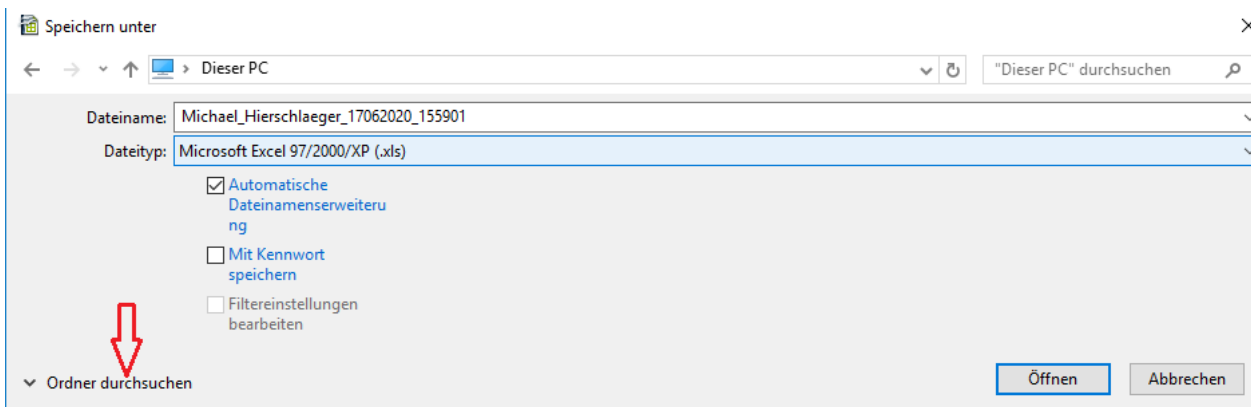 Speichern unter
Dieser PC
"Dieser PC" durchsuchen
Dateiname: Michael_Hierschlaeger_17062020_155901
Dateityp: Microsoft Excel 97/2000/XP (.xls)
Automatische
Dateinamenserweiteru
ng
Mit Kennwort
speichern
Filtereinstellungen
bearbeiten
Ordner durchsuchen
Öffnen
Abbrechen